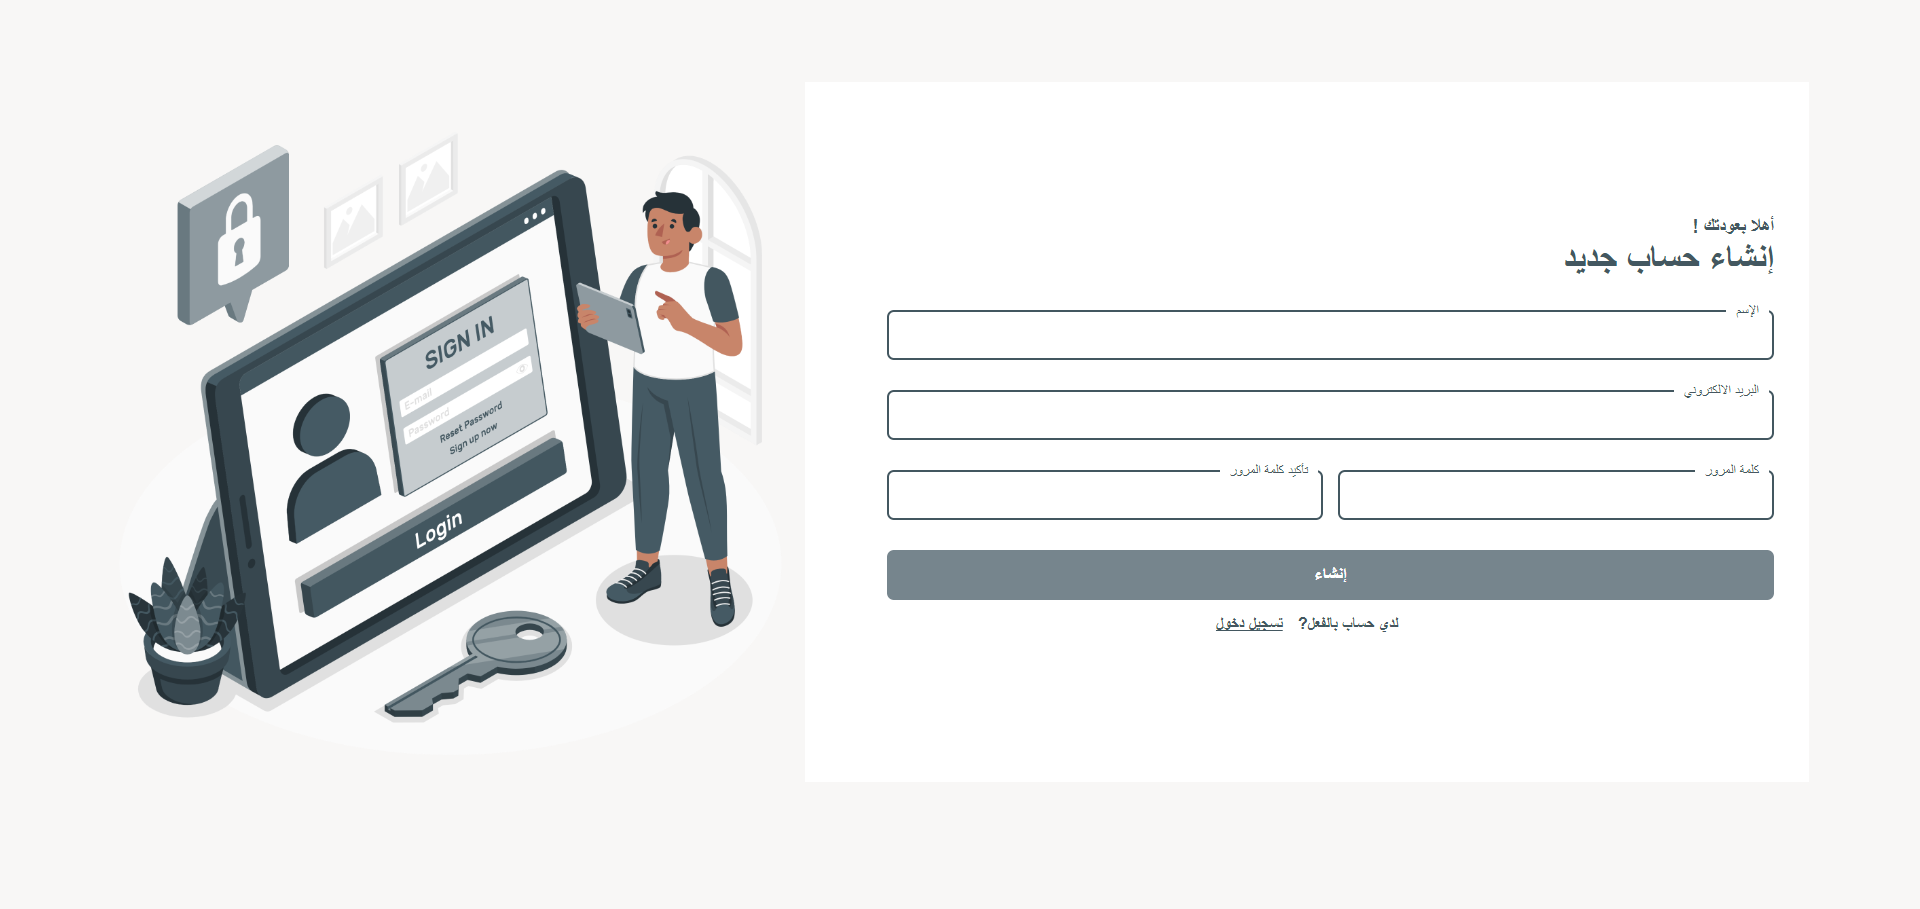 أهلا بعودتك !
إنشاء حساب جديد
الإسم
البريد الالكتروني
كلمة المرور
تأكيد كلمة المرور
إنشاء
لدي حساب بالفعل? تسجيل دخول
SIGN IN
E-mail
Password
Reset Password
Sign up now
Login